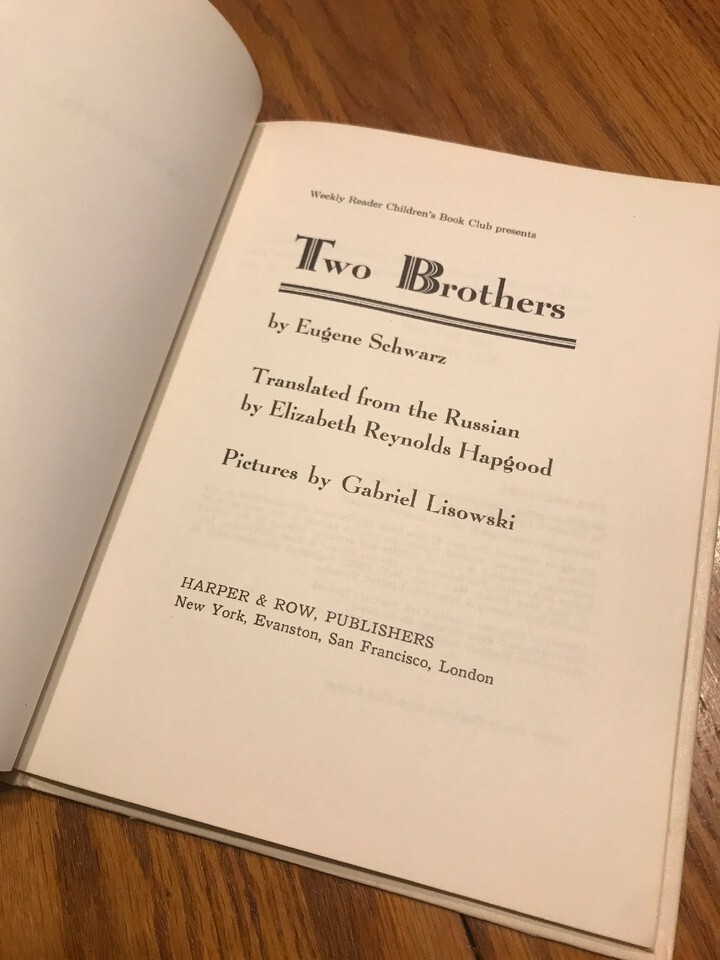 Weekly Reader Children's Book Club presents
Two Brothers
by Eugene Schwarz
Translated from the Russian
by Elizabeth Reynolds Hapgood
Pictures by Gabriel Lisowski
HARPER & ROW, PUBLISHERS
New York, Evanston, San Francisco, London